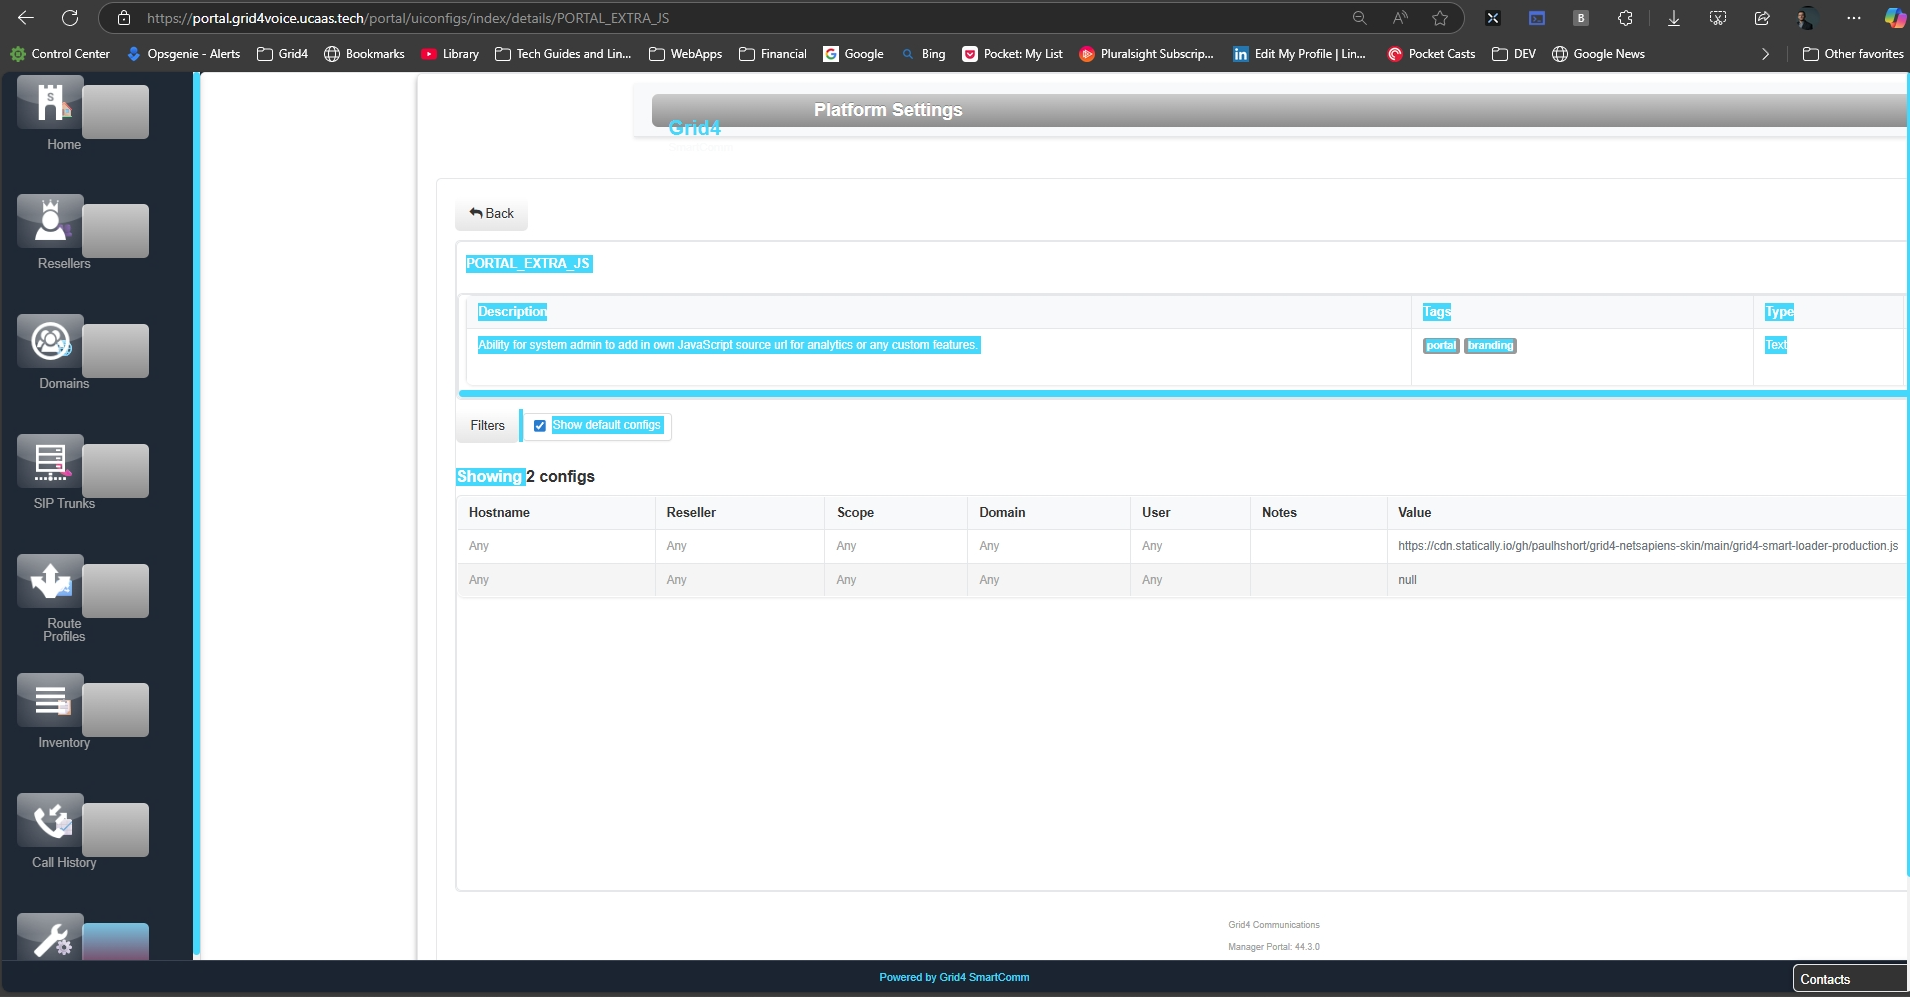 https://portal.grid4voice.ucaas.tech/portal/uiconfigs/index/details/PORTAL_EXTRA_JS
B
Control Center
Opsgenie - Alerts
Grid4
Bookmarks
Library
Tech Guides and Lin...
WebApps
Financial
Google
Bing
Pocket: My List
Pluralsight Subscrip...
Edit My Profile | Lin...
Pocket Casts
DEV
Google News
Other favorites
Home
Resellers
Domains
SIP Trunks
Route
Profiles
Inventory
Call History
Platform Settings
Grid4
Back
PORTAL_EXTRA_JS
Description Tags Type
Ability for system admin to add in own JavaScript source url for analytics or any custom features. portal branding Text
Filters Show default configs
Showing 2 configs
Hostname Reseller Scope Domain User Notes Value
Any Any Any Any Any https://cdn.statically.io/gh/paulhshort/grid4-netsapiens-skin/main/grid4-smart-loader-production.js
Any Any Any Any Any null
Grid4 Communications
Manager Portal: 44.3.0
Powered by Grid4 SmartComm
Contacts